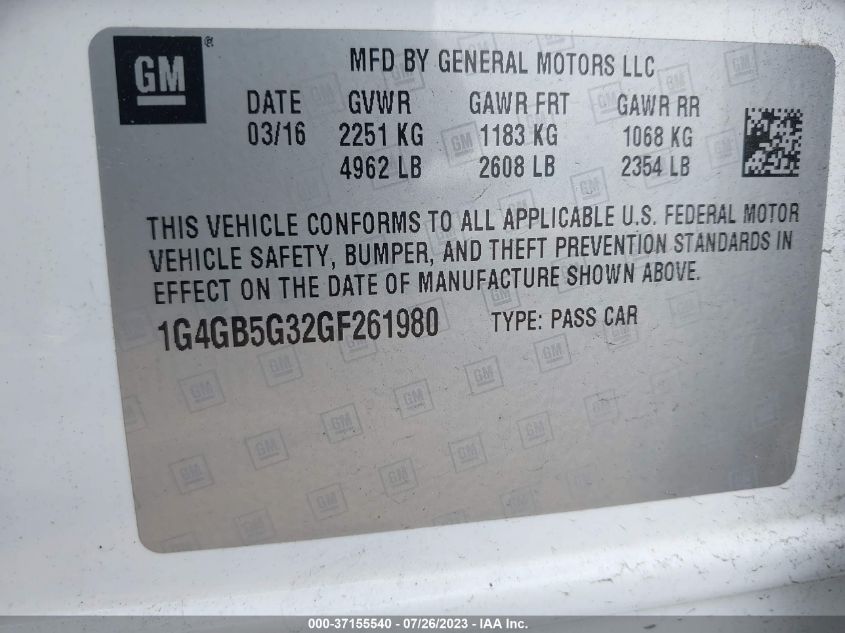 GM®
MFD BY GENERAL MOTORS LLC
DATE GVWR GAWR FRT GAWR RR
03/16 2251 KG 1183 KG 1068 KG
4962 LB 2608 LB 2354 LB
THIS VEHICLE CONFORMS TO ALL APPLICABLE U.S. FEDERAL MOTOR
VEHICLE SAFETY, BUMPER, AND THEFT PREVENTION STANDARDS IN
EFFECT ON THE DATE OF MANUFACTURE SHOWN ABOVE.
1G4GB5G32GF261980 TYPE: PASS CAR
000-37155540 - 07/26/2023 - IAA Inc.